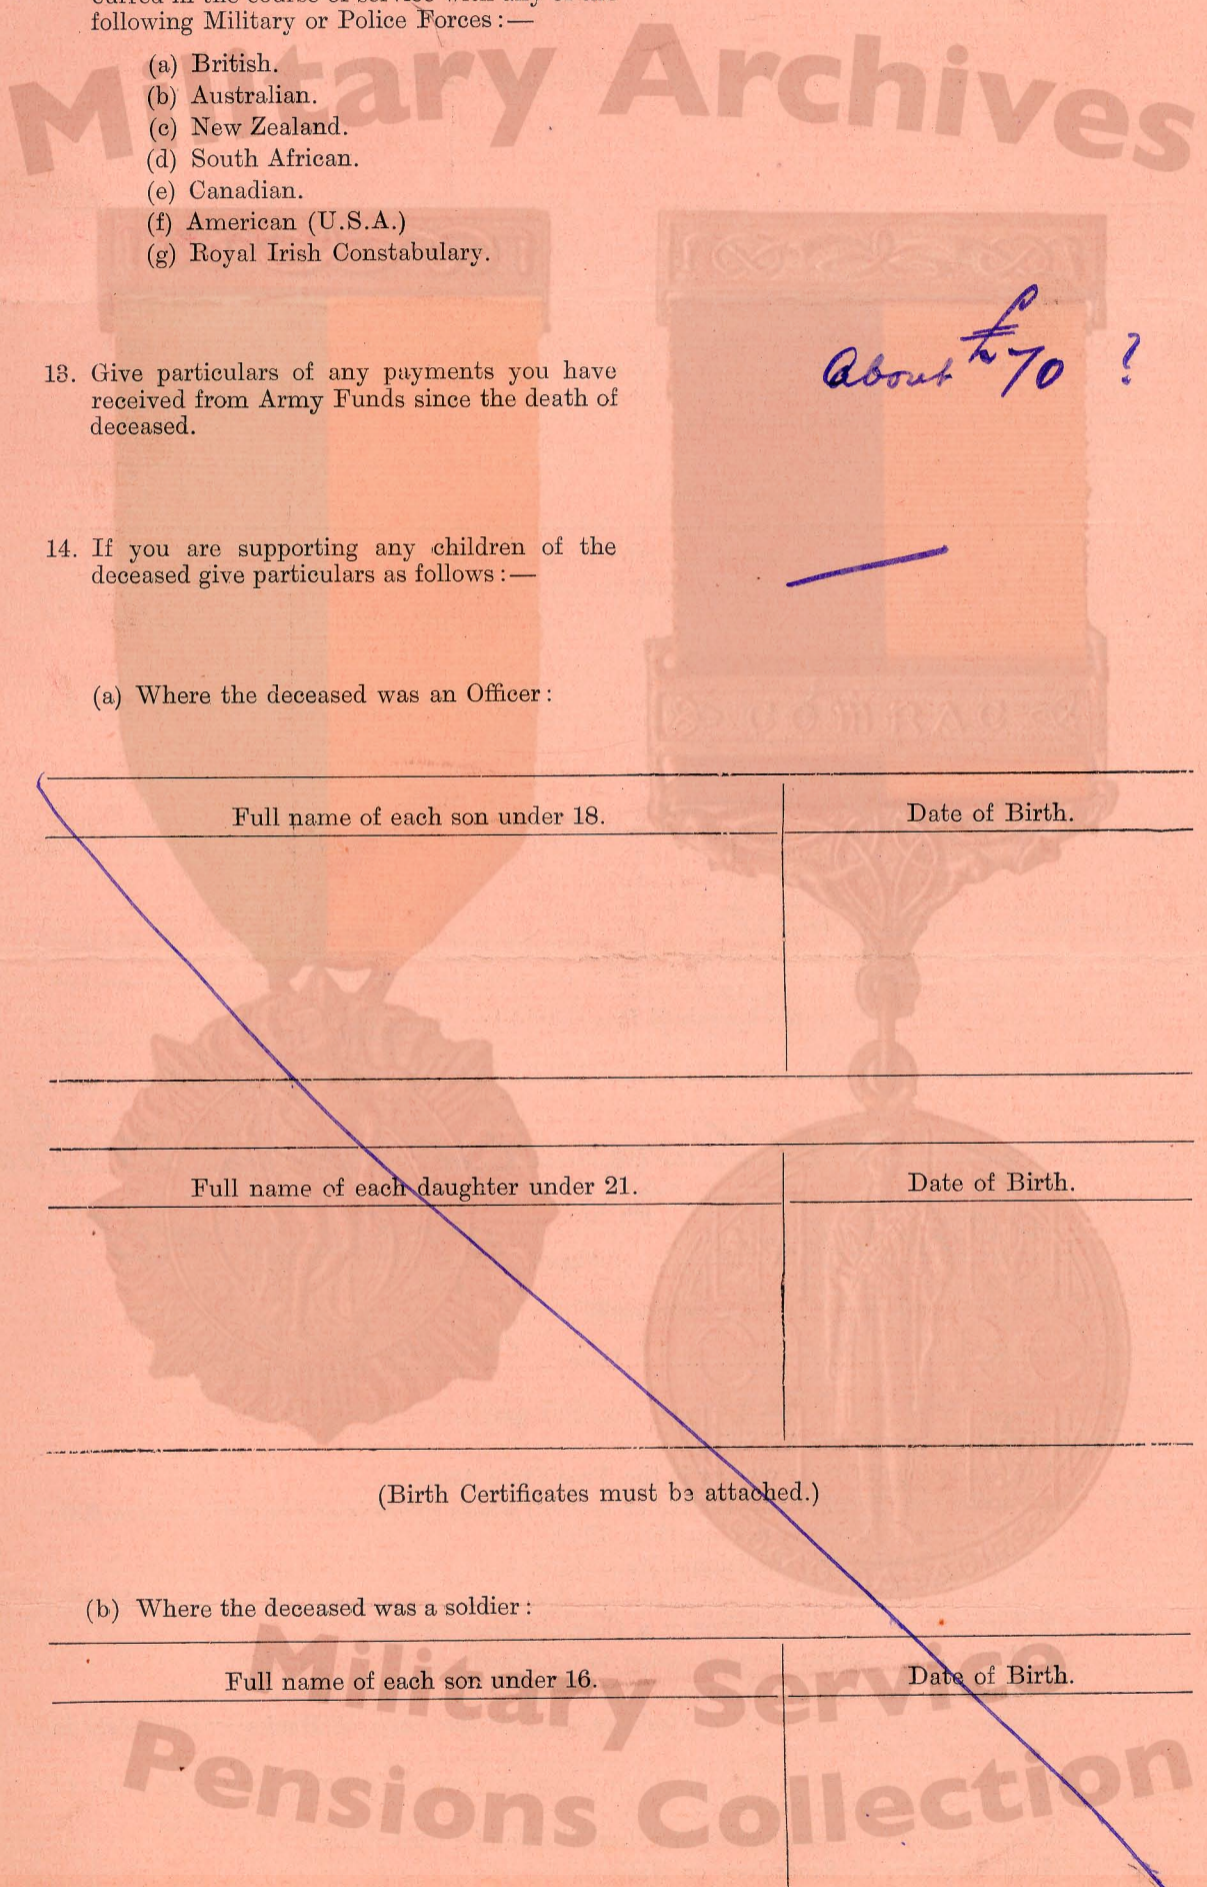 following Military or Police Forces :—
(a) British.
(b) Australian.
(c) New Zealand.
(d) South African.
(e) Canadian.
(f) American (U.S.A.)
(g) Royal Irish Constabulary.
13. Give particulars of any payments you have
received from Army Funds since the death of
deceased.
About £70 ?
14. If you are supporting any children of the
deceased give particulars as follows :—
(a) Where the deceased was an Officer :
Full name of each son under 18. Date of Birth.
Full name of each daughter under 21. Date of Birth.
(Birth Certificates must be attached.)
(b) Where the deceased was a soldier :
Full name of each son under 16. Date of Birth.
Military Archives
COMRAC
Military Service
Pensions Collection